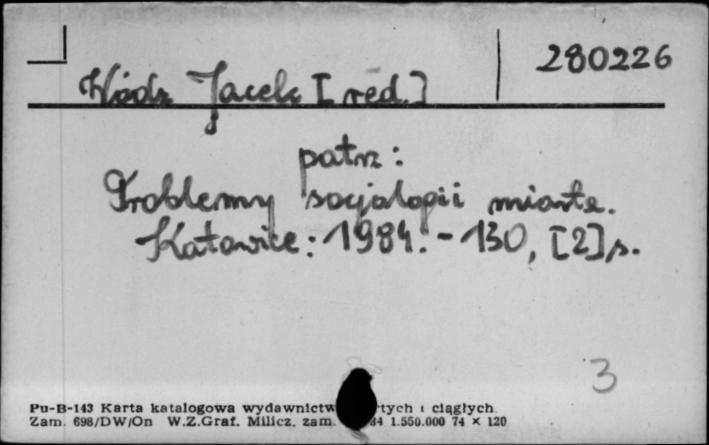 280226
Wódz Jacek [red.]
patrz:
Problemy socjologii miasta.
Katowice: 1984. - 130, [2] s.
3
Pu-B-143 Karta katalogowa wydawnictw tych i ciągłych
Zam. 698/DW/On W.Z.Graf. Milicz, zam. 84 1.550.000 74 × 120